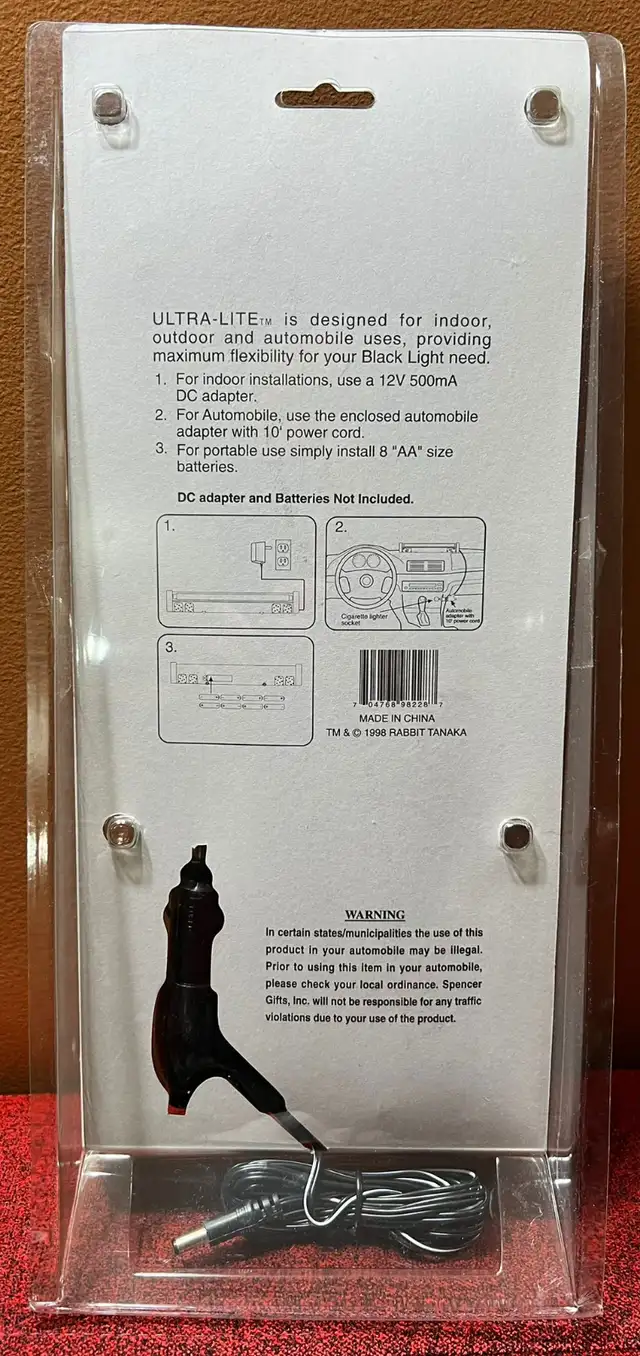 ULTRA-LITE™ is designed for indoor,
outdoor and automobile uses, providing
maximum flexibility for your Black Light need.
1. For indoor installations, use a 12V 500mA
DC adapter.
2. For Automobile, use the enclosed automobile
adapter with 10' power cord.
3. For portable use simply install 8 "AA" size
batteries.
DC adapter and Batteries Not Included.
1.
2.
Cigarette lighter
socket
Automobile
adapter with
10' power cord
3.
7 04768 98228 7
MADE IN CHINA
TM & © 1998 RABBIT TANAKA
WARNING
In certain states/municipalities the use of this
product in your automobile may be illegal.
Prior to using this item in your automobile,
please check your local ordinance. Spencer
Gifts, Inc. will not be responsible for any traffic
violations due to your use of the product.